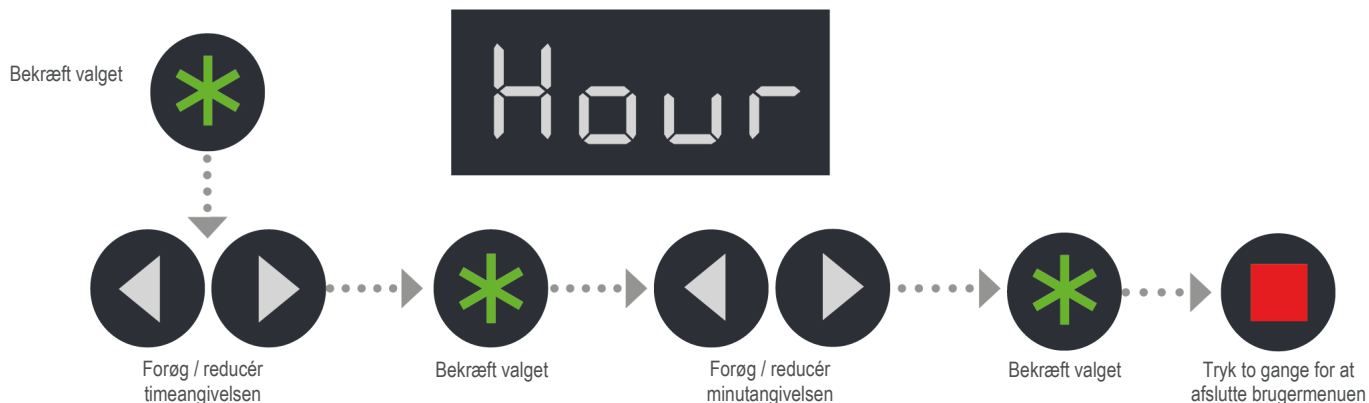 Bekræft valget
Hour
Forøg / reducér
timeangivelsen
Bekræft valget
Forøg / reducér
minutangivelsen
Bekræft valget
Tryk to gange for at
afslutte brugermenuen